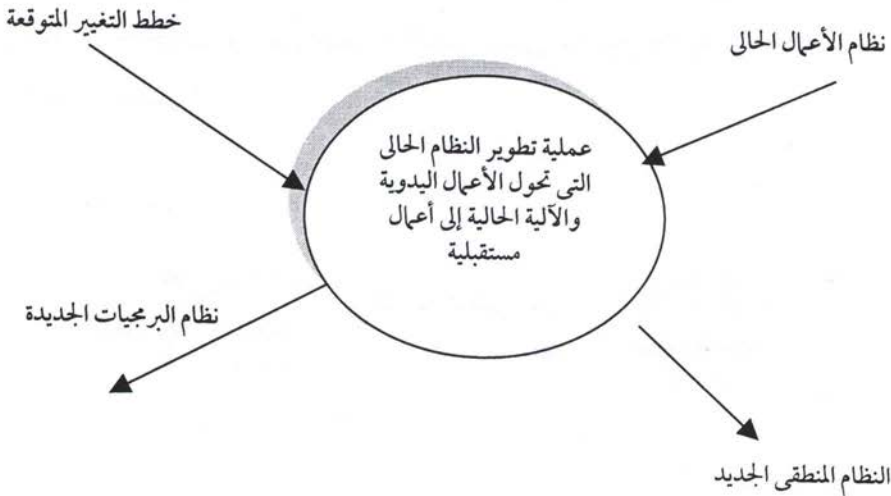 خطط التغيير المتوقعة
نظام الأعمال الحالى
عملية تطوير النظام الحالى
التى تحول الأعمال اليدوية
والآلية الحالية إلى أعمال
مستقبلية
نظام البرمجيات الجديدة
النظام المنطقى الجديد